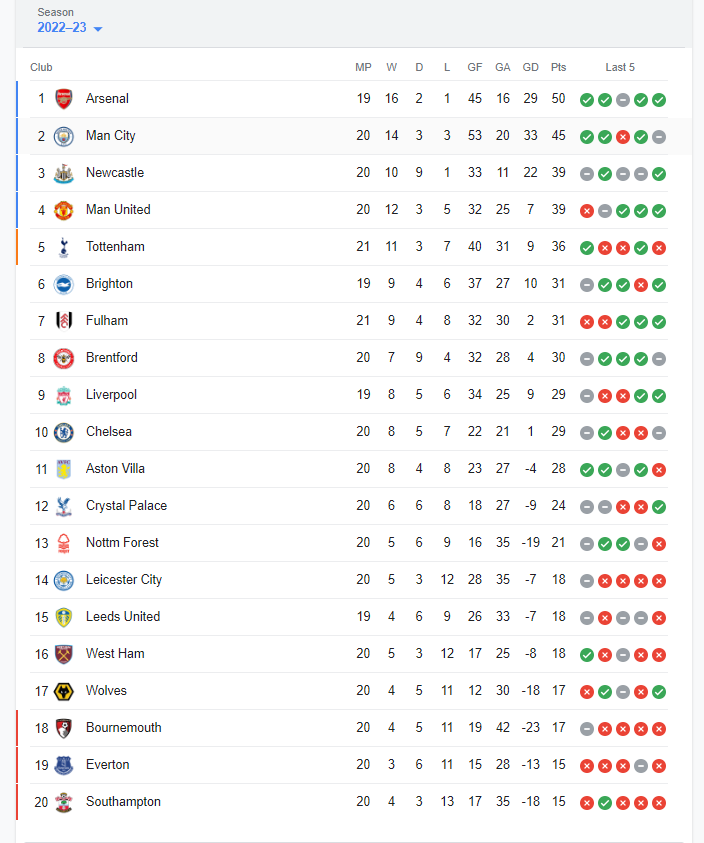 Season
2022–23
Club MP W D L GF GA GD Pts Last 5
1 Arsenal 19 16 2 1 45 16 29 50
2 Man City 20 14 3 3 53 20 33 45
3 Newcastle 20 10 9 1 33 11 22 39
4 Man United 20 12 3 5 32 25 7 39
5 Tottenham 21 11 3 7 40 31 9 36
6 Brighton 19 9 4 6 37 27 10 31
7 Fulham 21 9 4 8 32 30 2 31
8 Brentford 20 7 9 4 32 28 4 30
9 Liverpool 19 8 5 6 34 25 9 29
10 Chelsea 20 8 5 7 22 21 1 29
11 Aston Villa 20 8 4 8 23 27 -4 28
12 Crystal Palace 20 6 6 8 18 27 -9 24
13 Nottm Forest 20 5 6 9 16 35 -19 21
14 Leicester City 20 5 3 12 28 35 -7 18
15 Leeds United 19 4 6 9 26 33 -7 18
16 West Ham 20 5 3 12 17 25 -8 18
17 Wolves 20 4 5 11 12 30 -18 17
18 Bournemouth 20 4 5 11 19 42 -23 17
19 Everton 20 3 6 11 15 28 -13 15
20 Southampton 20 4 3 13 17 35 -18 15